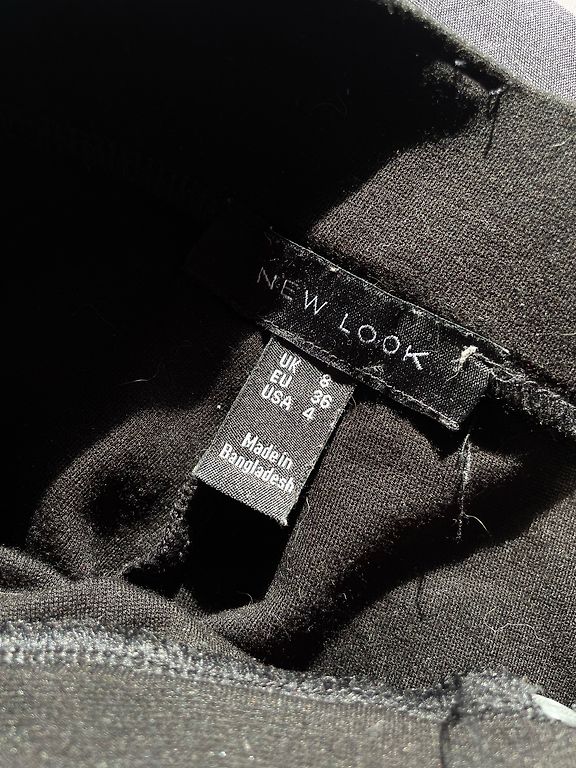 NEW LOOK
UK 8
EU 36
USA 4
Made in
Bangladesh